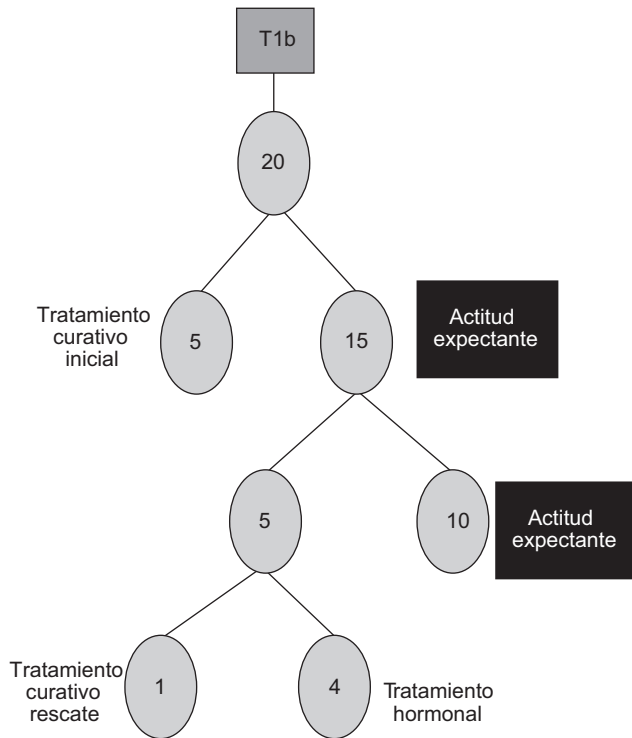 T1b
20
Tratamiento
curativo
inicial
5
15
Actitud
expectante
5
10
Actitud
expectante
Tratamiento
curativo
rescate
1
4
Tratamiento
hormonal